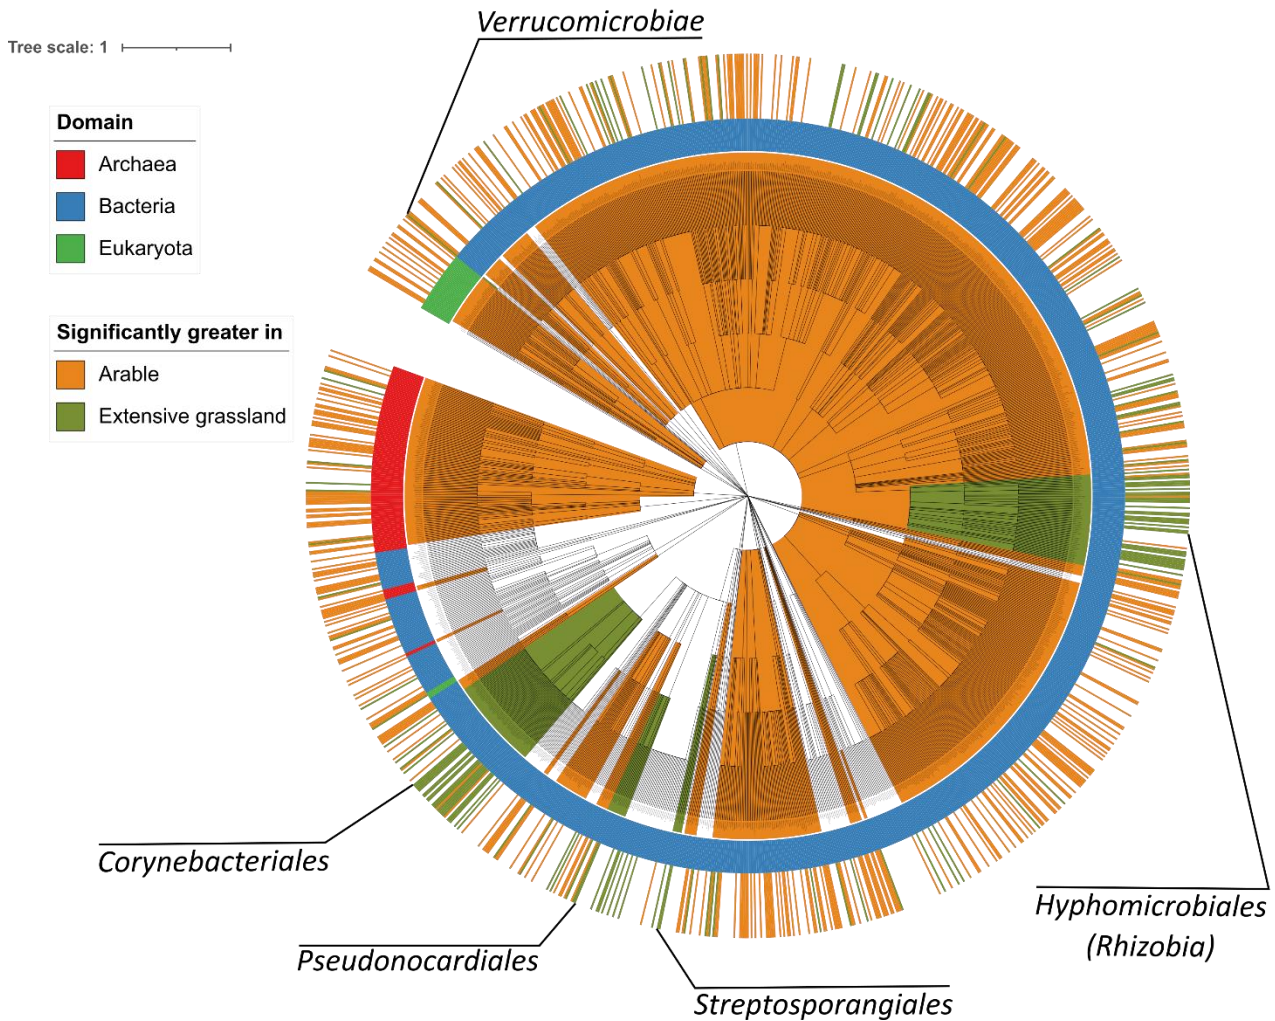 Verrucomicrobiae
Tree scale: 1
Domain
Archaea
Bacteria
Eukaryota
Significantly greater in
Arable
Extensive grassland
Corynebacteriales
Hyphomicrobiales
(Rhizobia)
Pseudonocardiales
Streptosporangiales